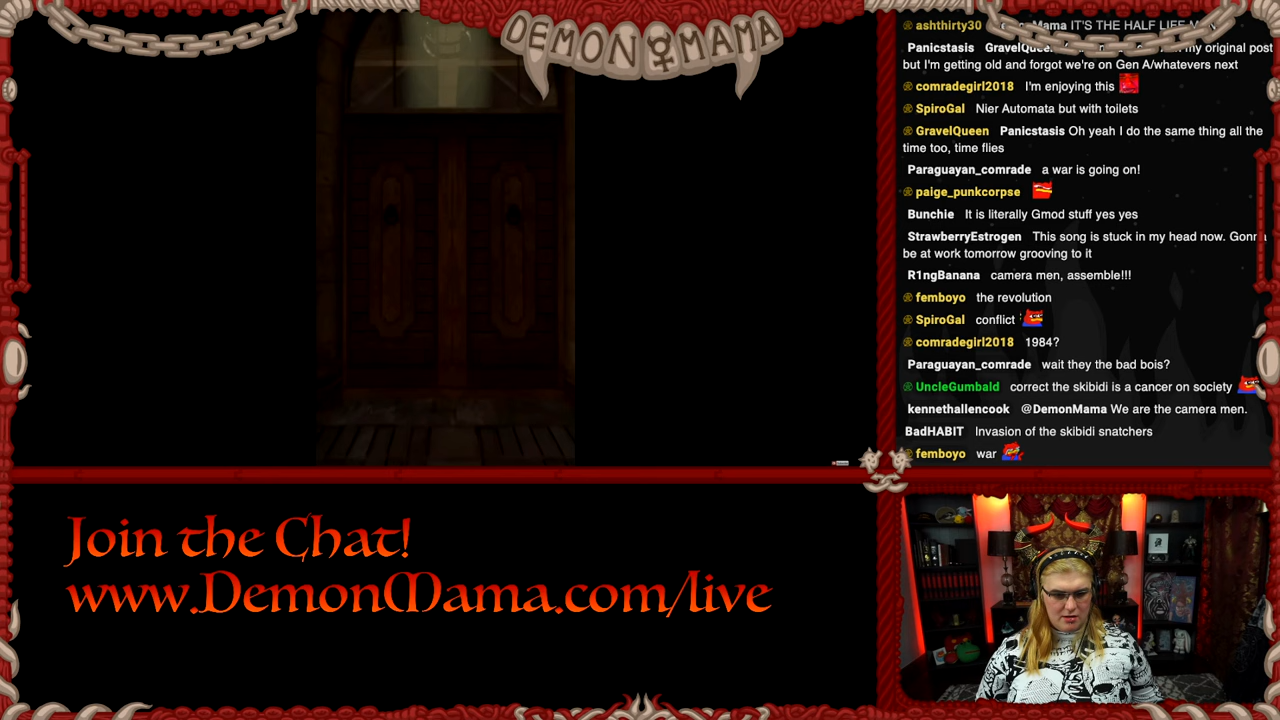 DEMON MAMA
ashthirty30 Mama IT'S THE HALF LIFE
Panicstasis my original post
but I'm getting old and forgot we're on Gen A/whatevers next
comradegirl2018 I'm enjoying this
SpiroGal Nier Automata but with toilets
GravelQueen Panicstasis Oh yeah I do the same thing all the
time too, time flies
Paraguayan_comrade a war is going on!
paige_punkcorpse
Bunchie It is literally Gmod stuff yes yes
StrawberryEstrogen This song is stuck in my head now. Gonna
be at work tomorrow grooving to it
R1ngBanana camera men, assemble!!!
femboyo the revolution
SpiroGal conflict
comradegirl2018 1984?
Paraguayan_comrade wait they the bad bois?
UncleGumbald correct the skibidi is a cancer on society
kennethallencook @DemonMama We are the camera men.
BadHABIT Invasion of the skibidi snatchers
femboyo war
Join the Chat!
www.DemonMama.com/live